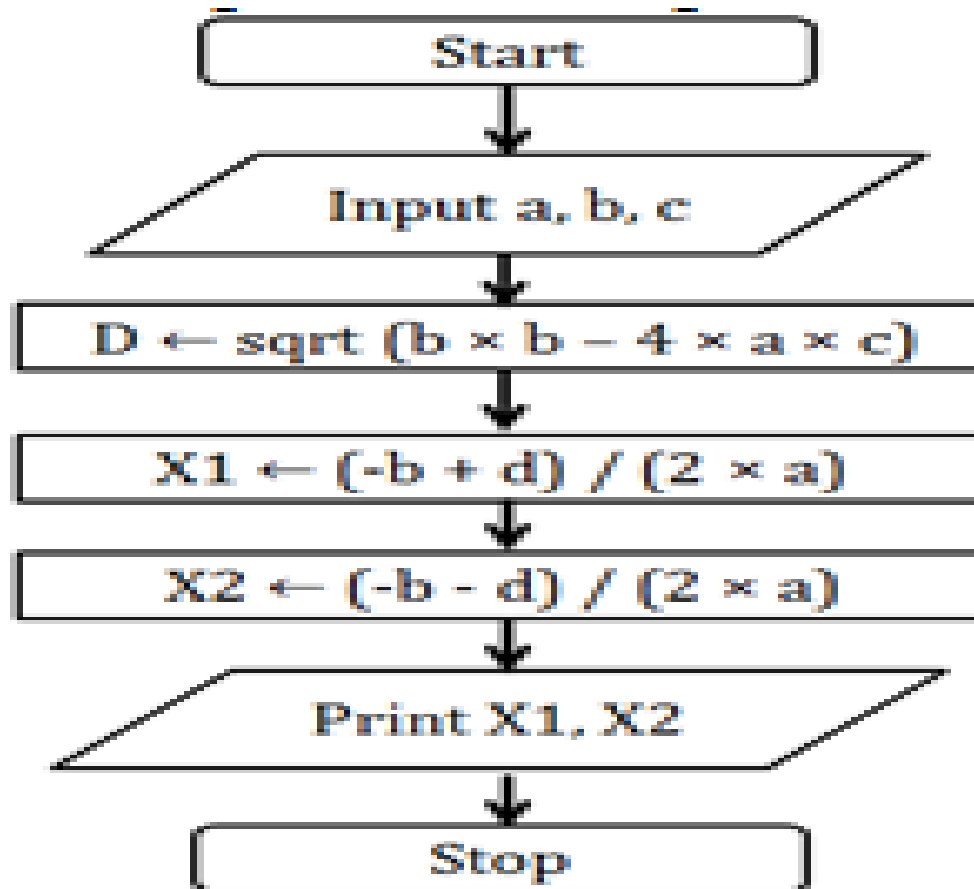 Start
Input a, b, c
D ← sqrt (b × b – 4 × a × c)
X1 ← (-b + d) / (2 × a)
X2 ← (-b - d) / (2 × a)
Print X1, X2
Stop